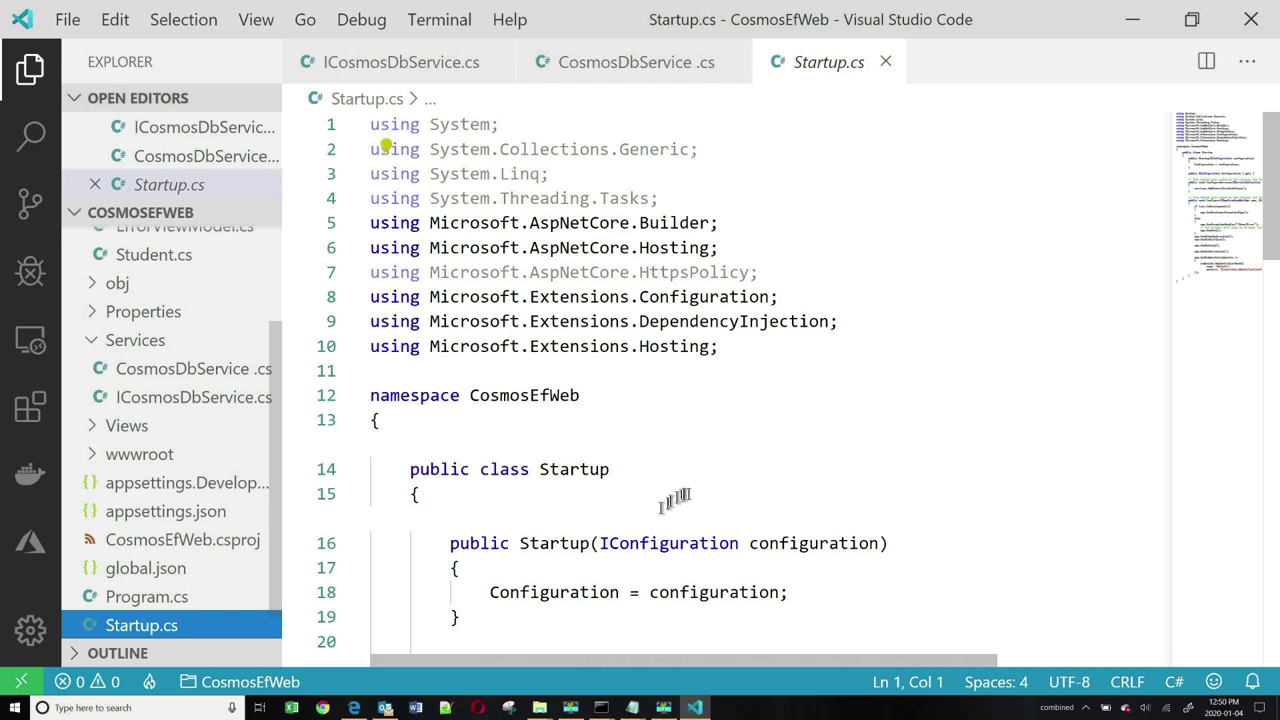 File Edit Selection View Go Debug Terminal Help Startup.cs - CosmosEfWeb - Visual Studio Code
EXPLORER
ICosmosDbService.cs
CosmosDbService .cs
Startup.cs
OPEN EDITORS
ICosmosDbServic...
CosmosDbService...
Startup.cs
COSMOSEFWEB
ErrorViewModel.cs
Student.cs
obj
Properties
Services
CosmosDbService .cs
ICosmosDbService.cs
Views
wwwroot
appsettings.Develop...
appsettings.json
CosmosEfWeb.csproj
global.json
Program.cs
Startup.cs
OUTLINE
Startup.cs > ...
1 using System;
2 using System.Collections.Generic;
3 using System.Linq;
4 using System.Threading.Tasks;
5 using Microsoft.AspNetCore.Builder;
6 using Microsoft.AspNetCore.Hosting;
7 using Microsoft.AspNetCore.HttpsPolicy;
8 using Microsoft.Extensions.Configuration;
9 using Microsoft.Extensions.DependencyInjection;
10 using Microsoft.Extensions.Hosting;
11
12 namespace CosmosEfWeb
13 {
14 public class Startup
15 {
16 public Startup(IConfiguration configuration)
17 {
18 Configuration = configuration;
19 }
20
0 0 CosmosEfWeb Ln 1, Col 1 Spaces: 4 UTF-8 CRLF C#
Type here to search
combined
12:50 PM
2020-01-04